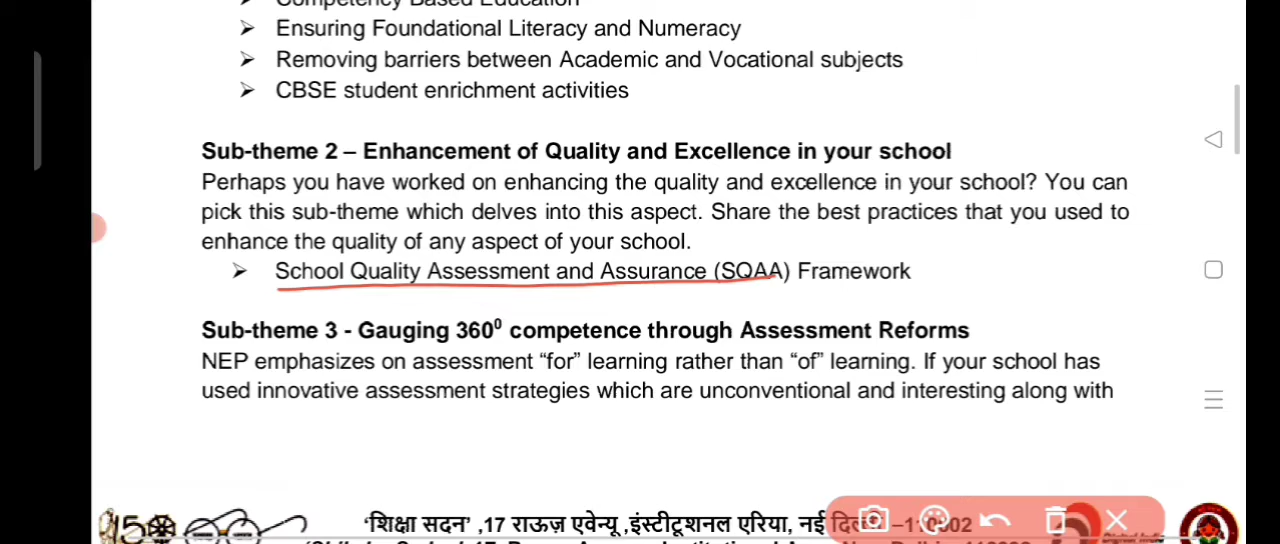 Competency Based Education
➢ Ensuring Foundational Literacy and Numeracy
➢ Removing barriers between Academic and Vocational subjects
➢ CBSE student enrichment activities
Sub-theme 2 – Enhancement of Quality and Excellence in your school
Perhaps you have worked on enhancing the quality and excellence in your school? You can
pick this sub-theme which delves into this aspect. Share the best practices that you used to
enhance the quality of any aspect of your school.
➢ School Quality Assessment and Assurance (SQAA) Framework
Sub-theme 3 - Gauging 360⁰ competence through Assessment Reforms
NEP emphasizes on assessment “for” learning rather than “of” learning. If your school has
used innovative assessment strategies which are unconventional and interesting along with
'शिक्षा सदन' ,17 राऊज़ एवेन्यू ,इंस्टीटूशनल एरिया, नई दिल्ली –110002